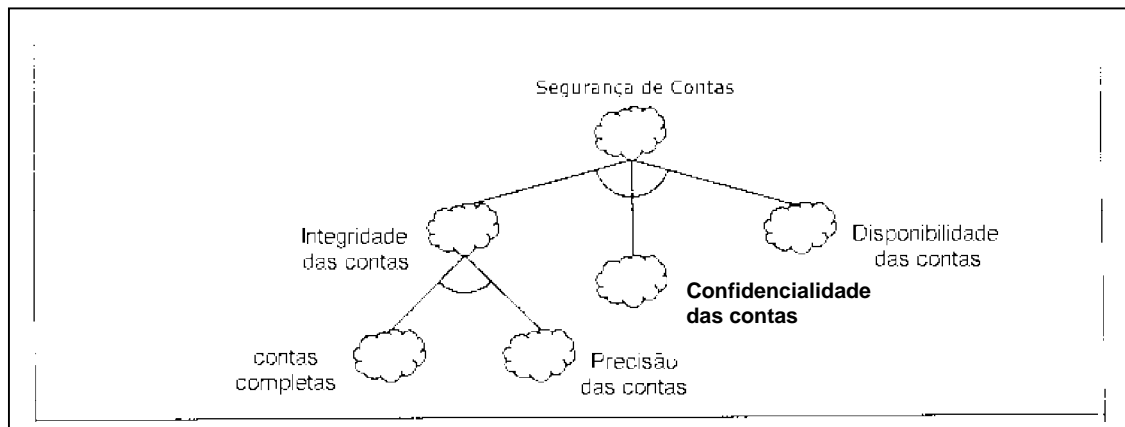 Segurança de Contas
Integridade
das contas
Disponibilidade
das contas
Confidencialidade
das contas
contas
completas
Precisão
das contas